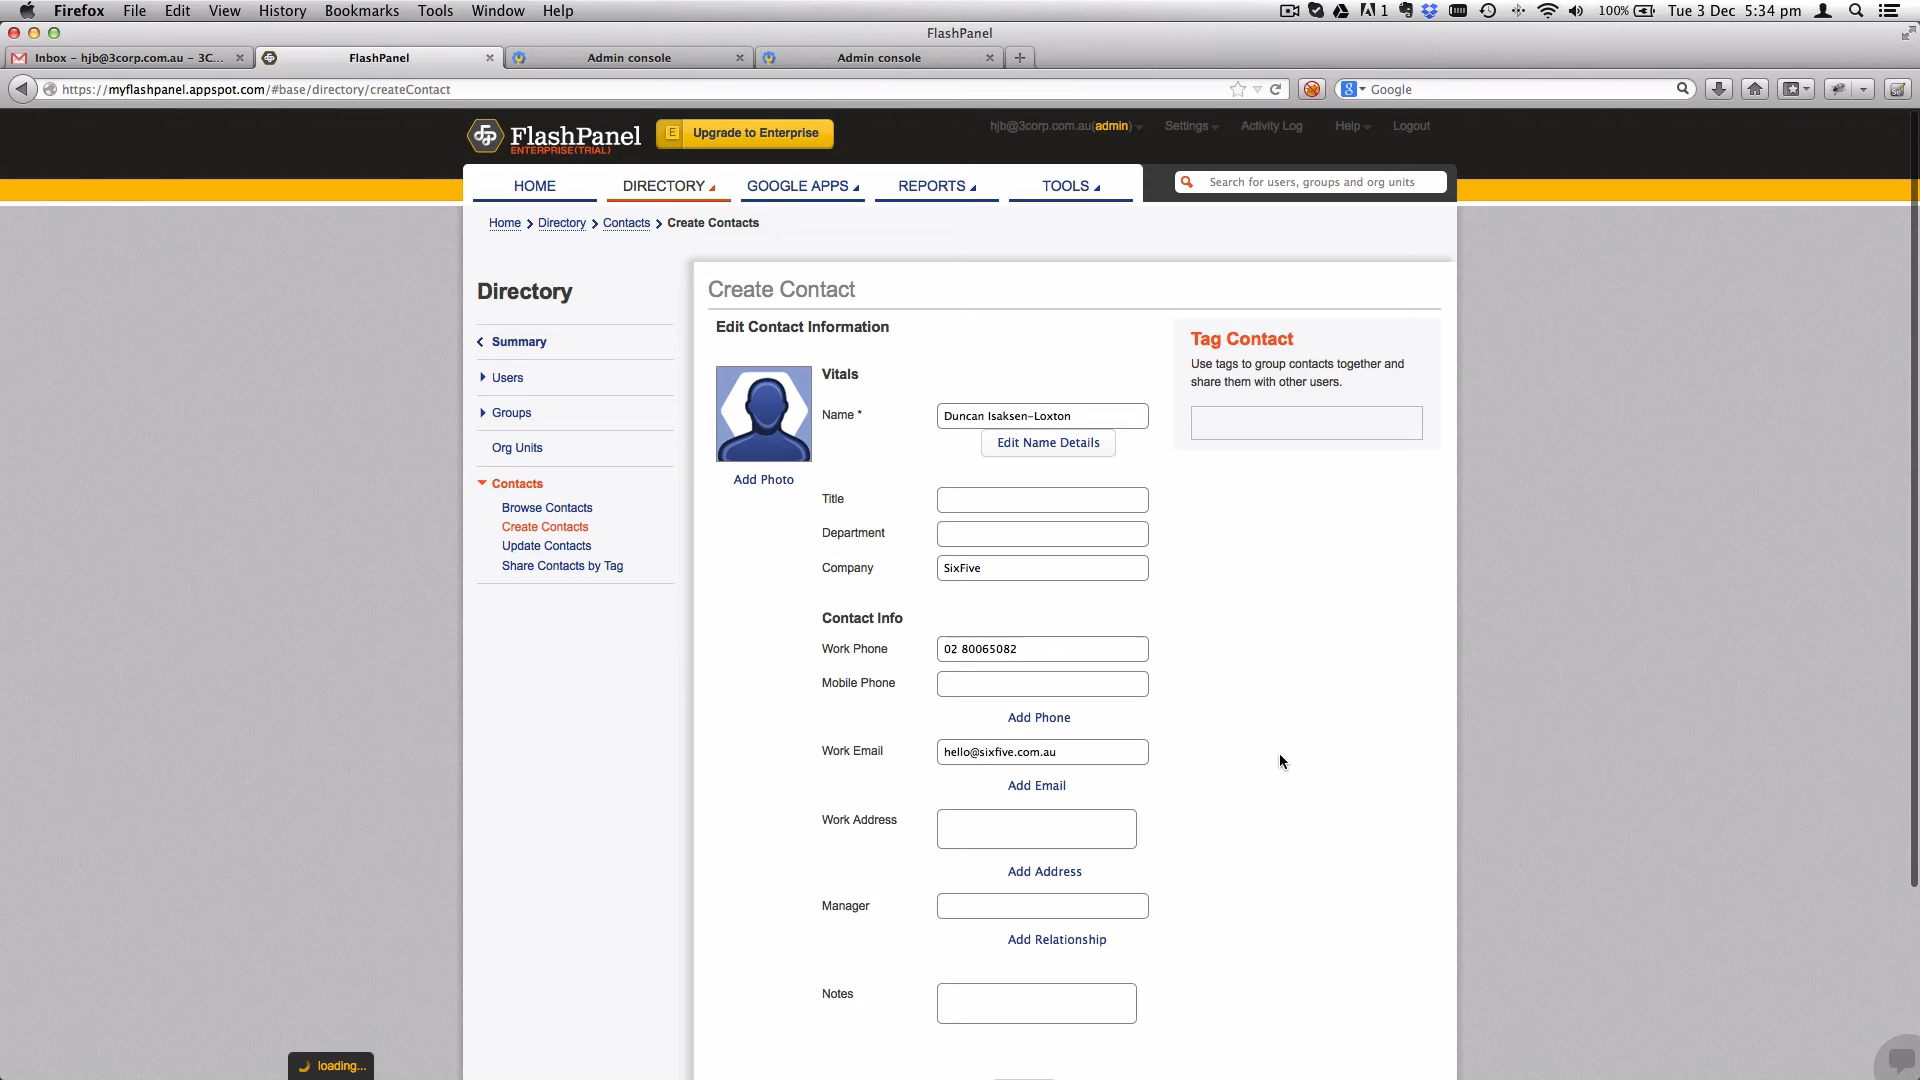 Firefox File Edit View History Bookmarks Tools Window Help 1 100% Tue 3 Dec 5:34 pm
FlashPanel
Inbox - hjb@3corp.com.au - 3C... FlashPanel Admin console Admin console
https://myflashpanel.appspot.com/#base/directory/createContact Google
FlashPanel
ENTERPRISE(TRIAL)
E Upgrade to Enterprise
hjb@3corp.com.au(admin) Settings Activity Log Help Logout
HOME DIRECTORY GOOGLE APPS REPORTS TOOLS
Search for users, groups and org units
Home Directory Contacts Create Contacts
Directory
Summary
Users
Groups
Org Units
Contacts
Browse Contacts
Create Contacts
Update Contacts
Share Contacts by Tag
Create Contact
Edit Contact Information
Add Photo
Vitals
Name * Duncan Isaksen-Loxton
Edit Name Details
Title
Department
Company SixFive
Contact Info
Work Phone 02 80065082
Mobile Phone
Add Phone
Work Email hello@sixfive.com.au
Add Email
Work Address
Add Address
Manager
Add Relationship
Notes
Tag Contact
Use tags to group contacts together and
share them with other users.
loading...